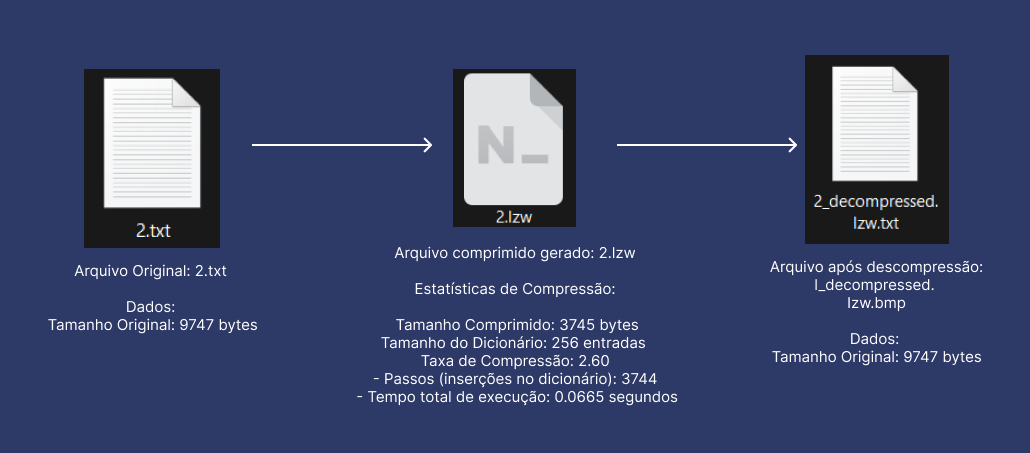 2.txt
Arquivo Original: 2.txt
Dados:
Tamanho Original: 9747 bytes
N_
2.lzw
Arquivo comprimido gerado: 2.lzw
Estatísticas de Compressão:
Tamanho Comprimido: 3745 bytes
Tamanho do Dicionário: 256 entradas
Taxa de Compressão: 2.60
- Passos (inserções no dicionário): 3744
- Tempo total de execução: 0.0665 segundos
2_decompressed.
lzw.txt
Arquivo após descompressão:
l_decompressed.
lzw.bmp
Dados:
Tamanho Original: 9747 bytes